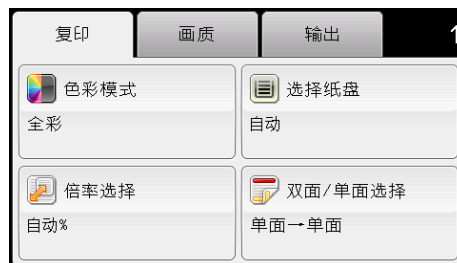 复印 画质 输出 1
色彩模式 选择纸盘
全彩 自动
倍率选择 双面/单面选择
自动% 单面→单面